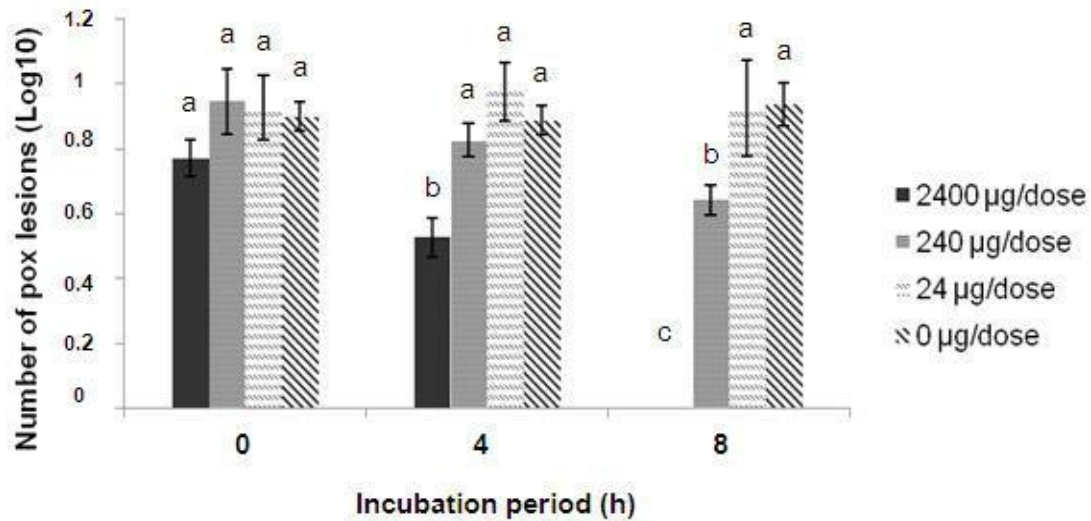 Number of pox lesions (Log10)
1.2
1
0.8
0.6
0.4
0.2
0
a
a
a
a
b
a
a
a
c
b
a
a
0
4
8
Incubation period (h)
2400 µg/dose
240 µg/dose
24 µg/dose
0 µg/dose